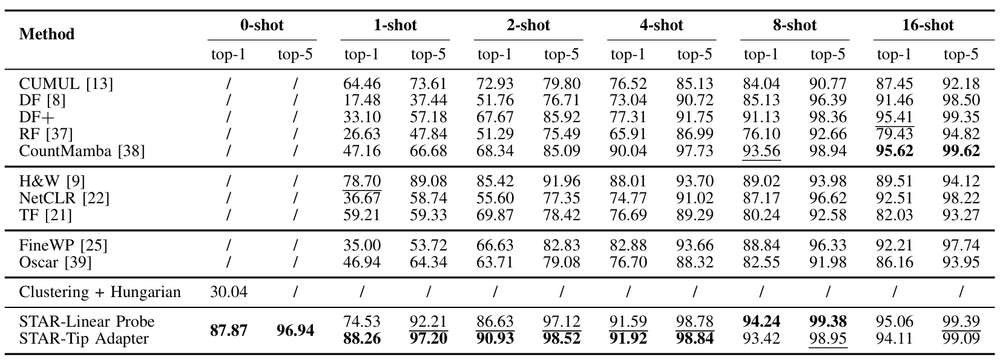 Method 0-shot 1-shot 2-shot 4-shot 8-shot 16-shot
top-1 top-5 top-1 top-5 top-1 top-5 top-1 top-5 top-1 top-5 top-1 top-5
CUMUL [13] / / 64.46 73.61 72.93 79.80 76.52 85.13 84.04 90.77 87.45 92.18
DF [8] / / 17.48 37.44 51.76 76.71 73.04 90.72 85.13 96.39 91.46 98.50
DF+ / / 33.10 57.18 67.67 85.92 77.31 91.75 91.13 98.36 95.41 99.35
RF [37] / / 26.63 47.84 51.29 75.49 65.91 86.99 76.10 92.66 79.43 94.82
CountMamba [38] / / 47.16 66.68 68.34 85.09 90.04 97.73 93.56 98.94 95.62 99.62
H&W [9] / / 78.70 89.08 85.42 91.96 88.01 93.70 89.02 93.98 89.51 94.12
NetCLR [22] / / 36.67 58.74 55.60 77.35 74.77 91.02 87.17 96.62 92.51 98.22
TF [21] / / 59.21 59.33 69.87 78.42 76.69 89.29 80.24 92.58 82.03 93.27
FineWP [25] / / 35.00 53.72 66.63 82.83 82.88 93.66 88.84 96.33 92.21 97.74
Oscar [39] / / 46.94 64.34 63.71 79.08 76.70 88.32 82.55 91.98 86.16 93.95
Clustering + Hungarian 30.04 / / / / / / / / / / /
STAR-Linear Probe 87.87 96.94 74.53 92.21 86.63 97.12 91.59 98.78 94.24 99.38 95.06 99.39
STAR-Tip Adapter 88.26 97.20 90.93 98.52 91.92 98.84 93.42 98.95 94.11 99.09